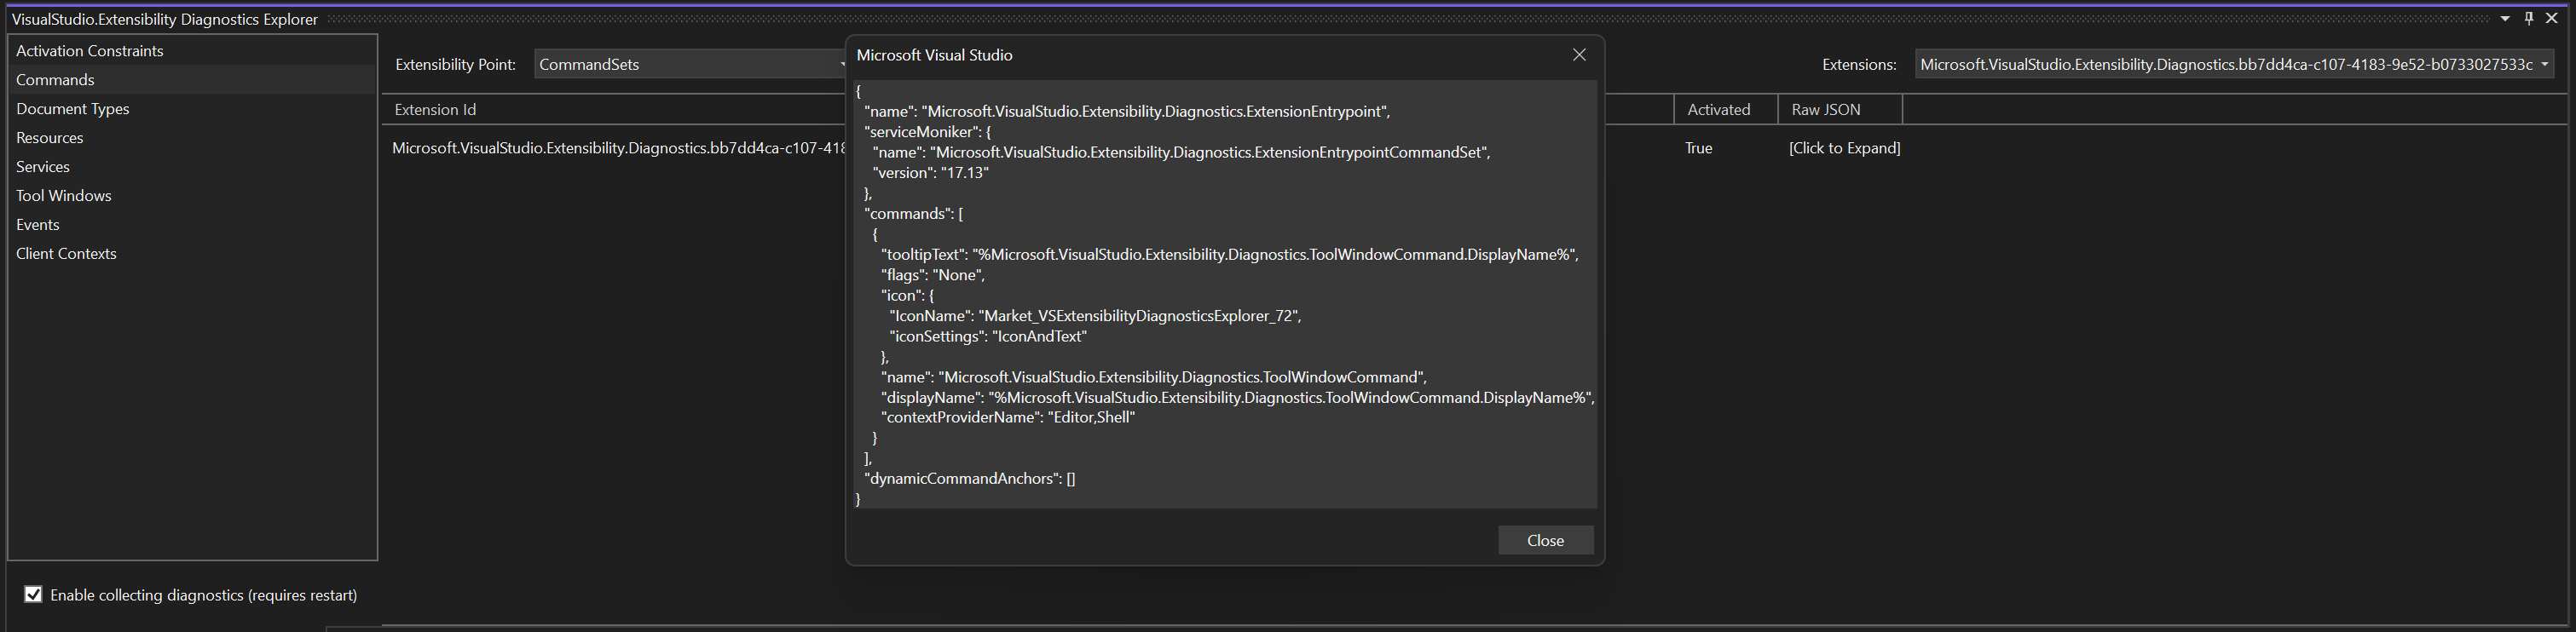 VisualStudio.Extensibility Diagnostics Explorer
Activation Constraints
Commands
Document Types
Resources
Services
Tool Windows
Events
Client Contexts
Enable collecting diagnostics (requires restart)
Extensibility Point: CommandSets
Extensions: Microsoft.VisualStudio.Extensibility.Diagnostics.bb7dd4ca-c107-4183-9e52-b0733027533c
Extension Id Activated Raw JSON
Microsoft.VisualStudio.Extensibility.Diagnostics.bb7dd4ca-c107-418 True [Click to Expand]
Microsoft Visual Studio
{
"name": "Microsoft.VisualStudio.Extensibility.Diagnostics.ExtensionEntrypoint",
"serviceMoniker": {
"name": "Microsoft.VisualStudio.Extensibility.Diagnostics.ExtensionEntrypointCommandSet",
"version": "17.13"
},
"commands": [
{
"tooltipText": "%Microsoft.VisualStudio.Extensibility.Diagnostics.ToolWindowCommand.DisplayName%",
"flags": "None",
"icon": {
"IconName": "Market_VSExtensibilityDiagnosticsExplorer_72",
"iconSettings": "IconAndText"
},
"name": "Microsoft.VisualStudio.Extensibility.Diagnostics.ToolWindowCommand",
"displayName": "%Microsoft.VisualStudio.Extensibility.Diagnostics.ToolWindowCommand.DisplayName%",
"contextProviderName": "Editor,Shell"
}
],
"dynamicCommandAnchors": []
}
Close